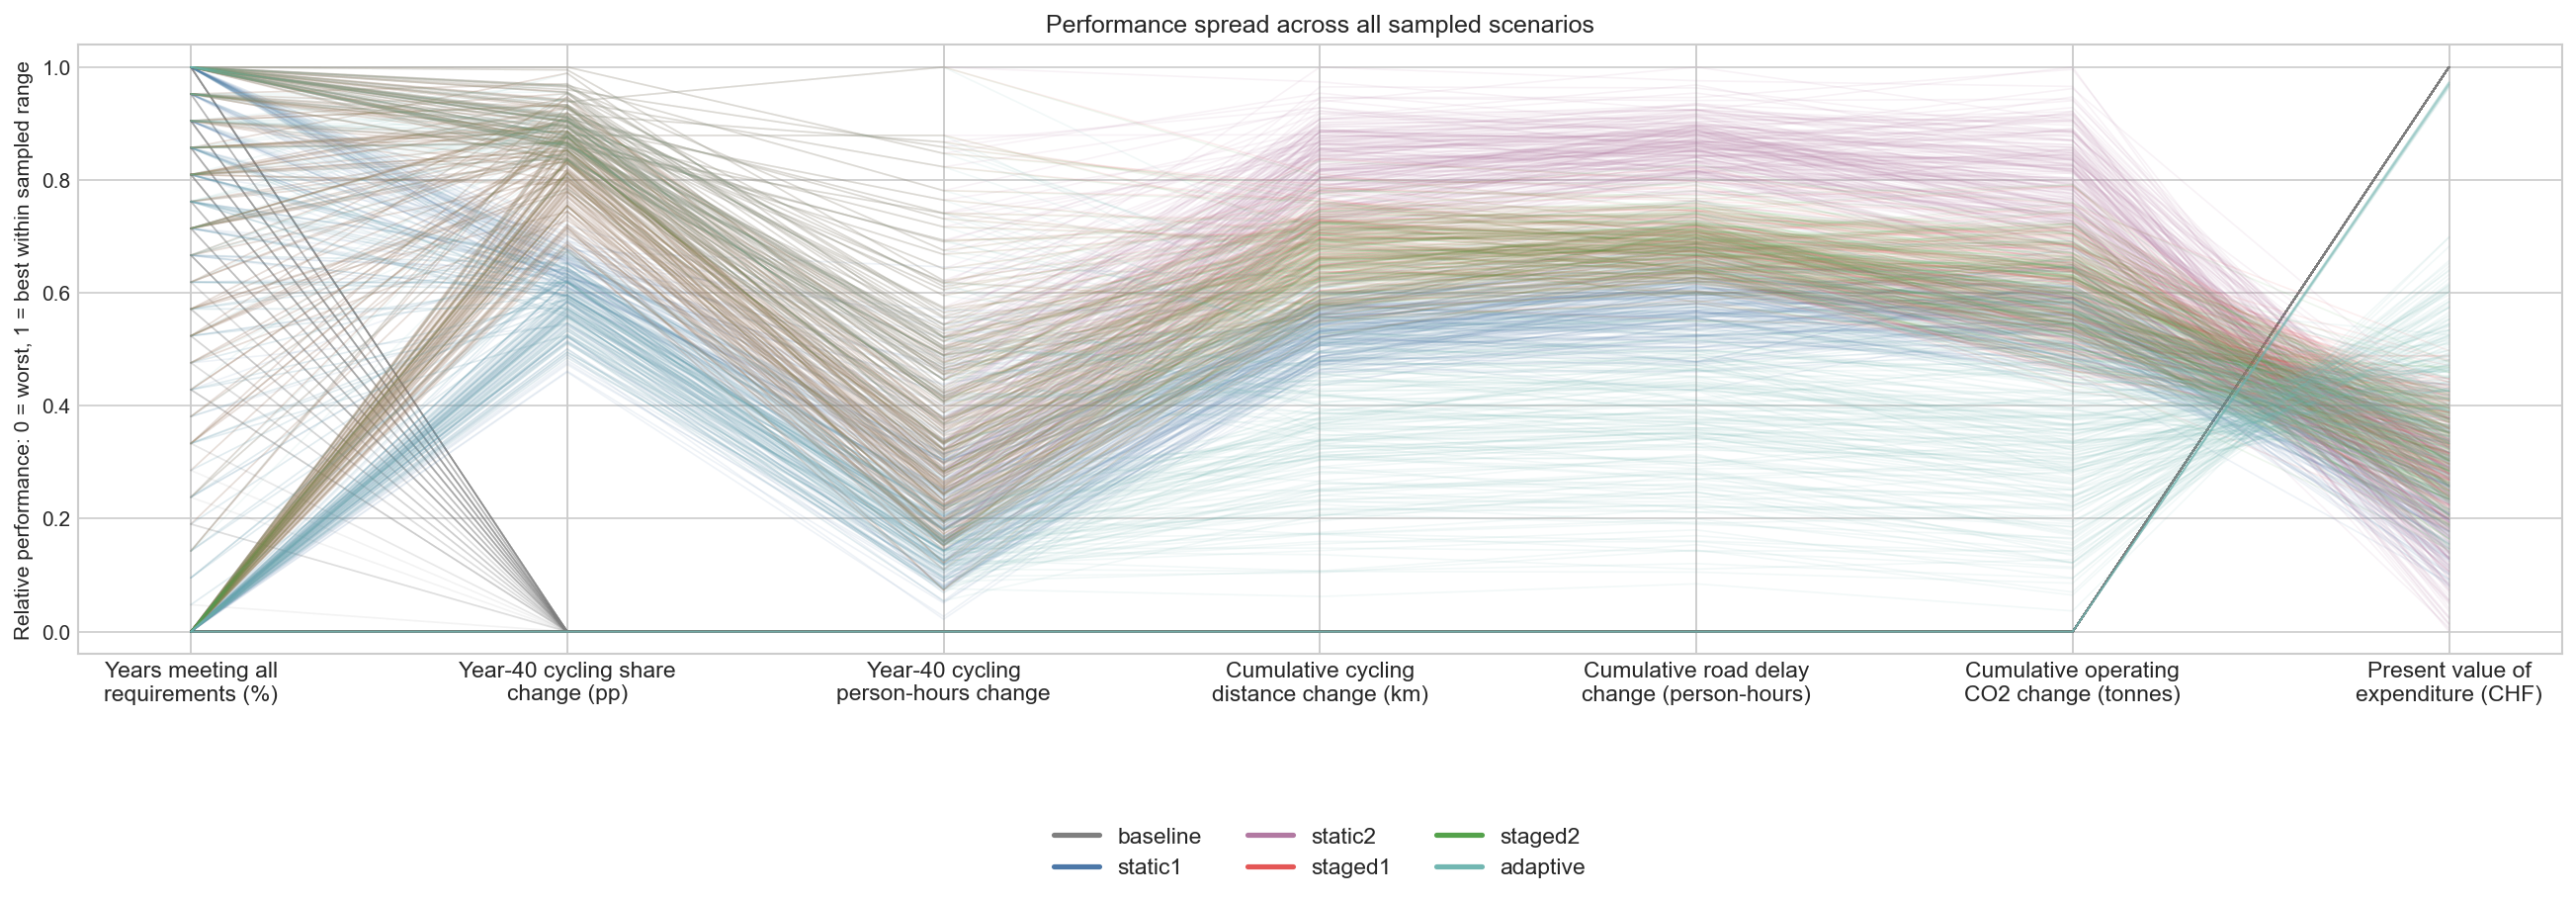 Performance spread across all sampled scenarios
Relative performance: 0 = worst, 1 = best within sampled range
1.0
0.8
0.6
0.4
0.2
0.0
Years meeting all
requirements (%)
Year-40 cycling share
change (pp)
Year-40 cycling
person-hours change
Cumulative cycling
distance change (km)
Cumulative road delay
change (person-hours)
Cumulative operating
CO2 change (tonnes)
Present value of
expenditure (CHF)
baseline
static1
static2
staged1
staged2
adaptive